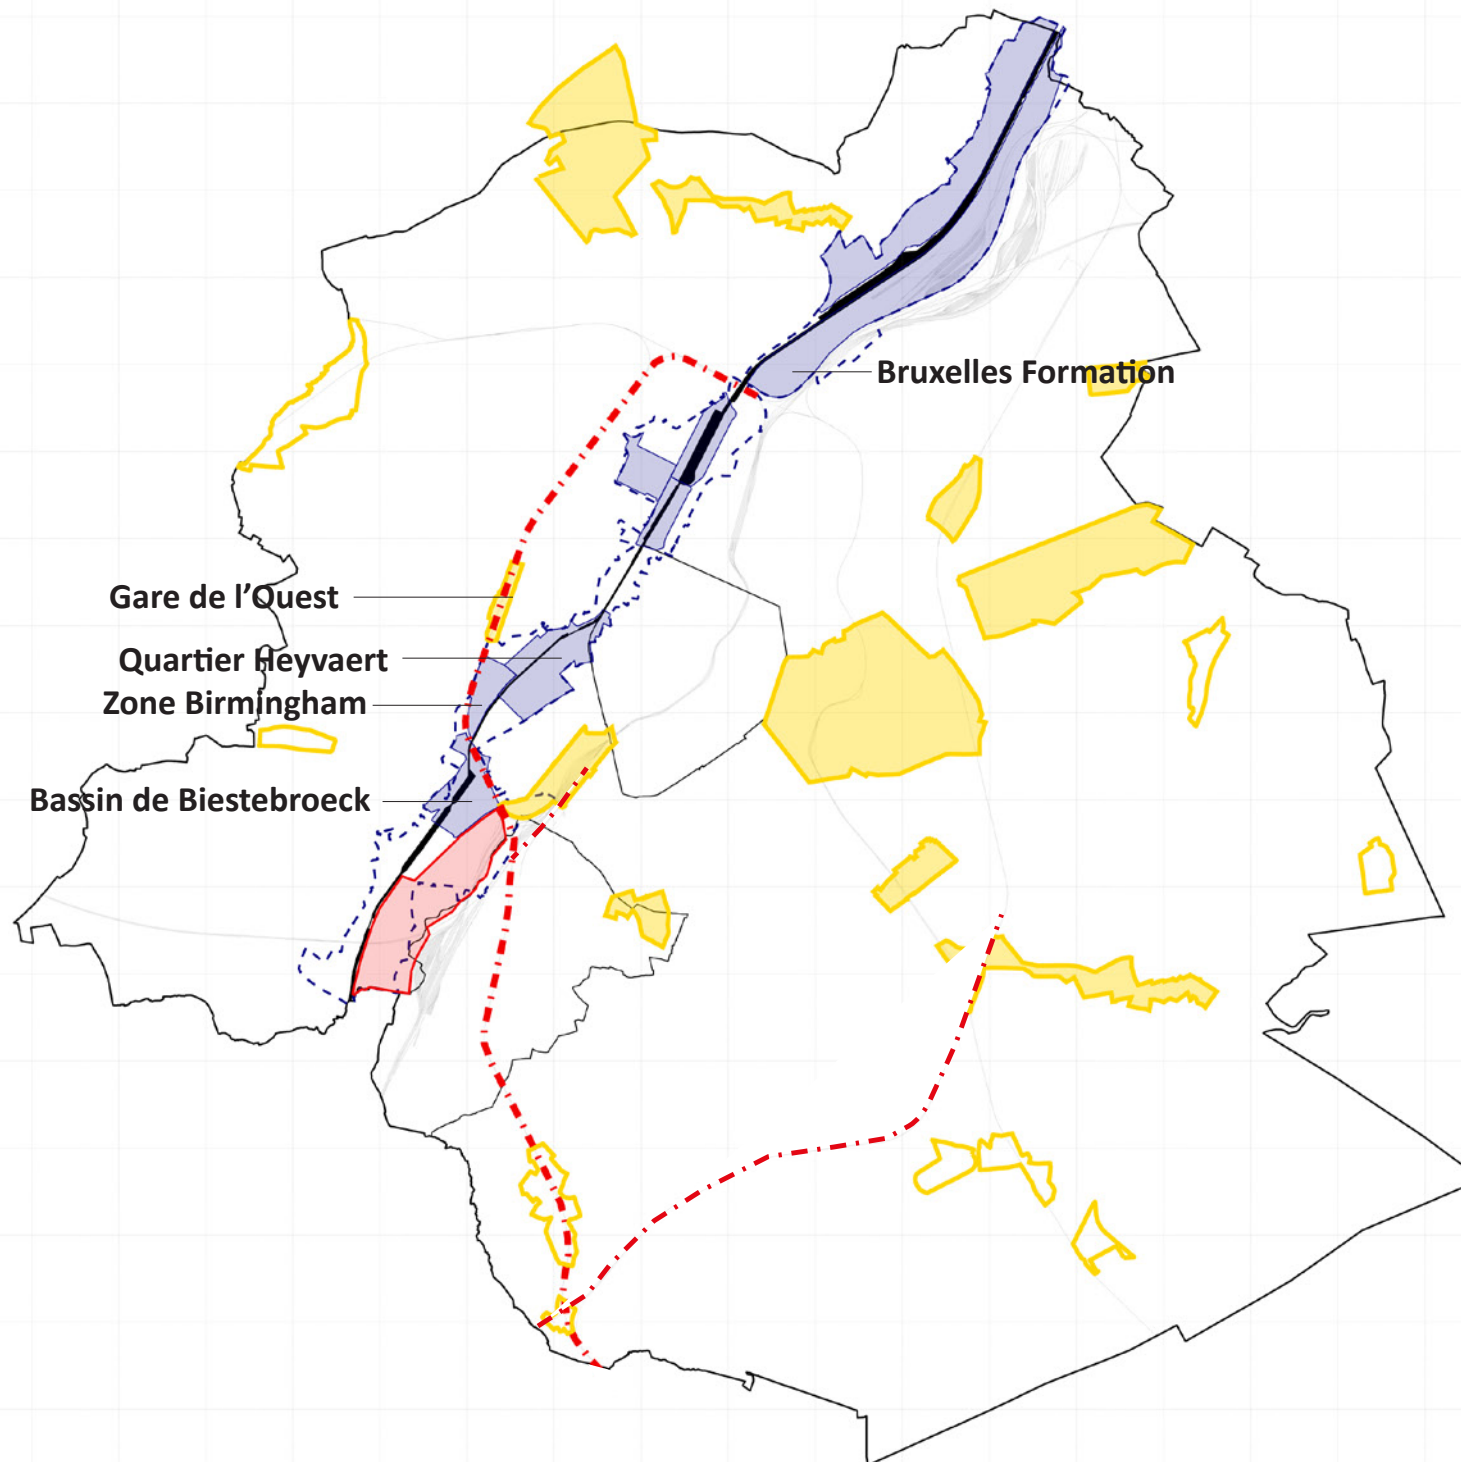 Bruxelles Formation
Gare de l’Ouest
Quartier Heyvaert
Zone Birmingham
Bassin de Biestebroeck